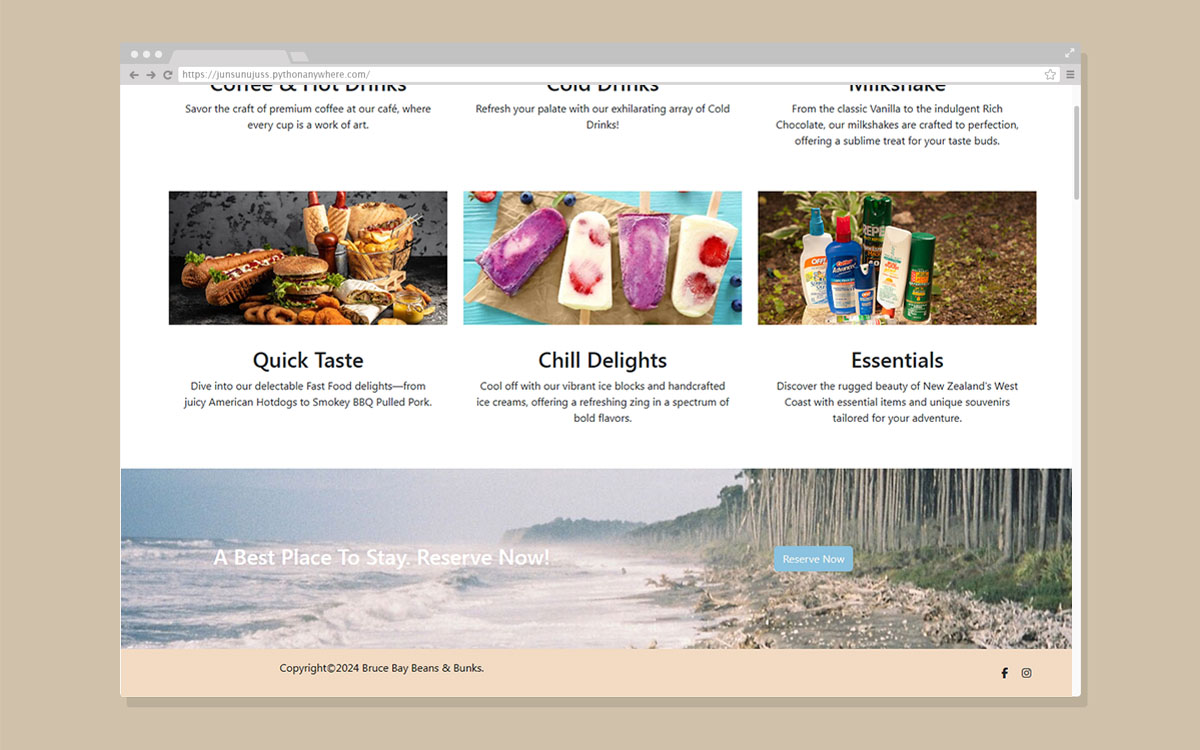 https://junsunujuss.pythonanywhere.com/
Coffee & Hot Drinks
Cold Drinks
Milkshake
Savor the craft of premium coffee at our café, where
every cup is a work of art.
Refresh your palate with our exhilarating array of Cold
Drinks!
From the classic Vanilla to the indulgent Rich
Chocolate, our milkshakes are crafted to perfection,
offering a sublime treat for your taste buds.
Quick Taste
Dive into our delectable Fast Food delights—from
juicy American Hotdogs to Smokey BBQ Pulled Pork.
Chill Delights
Cool off with our vibrant ice blocks and handcrafted
ice creams, offering a refreshing zing in a spectrum of
bold flavors.
OFF!
Cutter
Advanced
REPEL
Essentials
Discover the rugged beauty of New Zealand's West
Coast with essential items and unique souvenirs
tailored for your adventure.
A Best Place To Stay. Reserve Now!
Reserve Now
Copyright©2024 Bruce Bay Beans & Bunks.